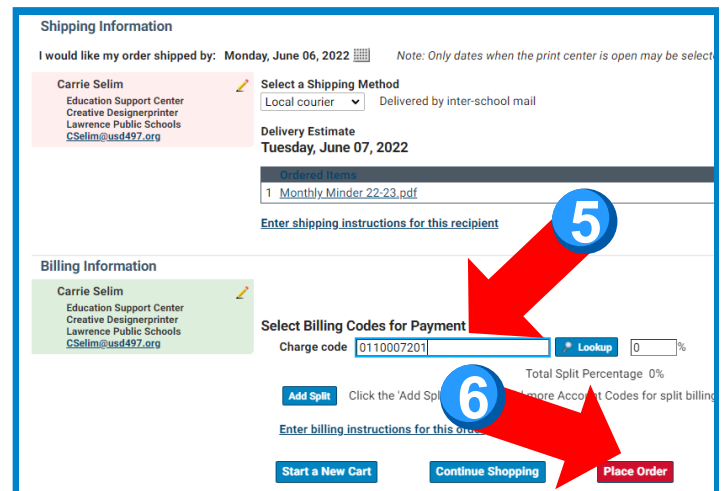 Shipping Information
I would like my order shipped by: Monday, June 06, 2022 Note: Only dates when the print center is open may be
Carrie Selim
Education Support Center
Creative Designerprinter
Lawrence Public Schools
CSelim@usd497.org
Select a Shipping Method
Local courier Delivered by inter-school mail
Delivery Estimate
Tuesday, June 07, 2022
Ordered Items
1 Monthly Minder 22-23.pdf
Enter shipping instructions for this recipient
5
Billing Information
Carrie Selim
Education Support Center
Creative Designerprinter
Lawrence Public Schools
CSelim@usd497.org
Select Billing Codes for Payment
Charge code 0110007201 Lookup 0 %
Total Split Percentage 0%
Add Split Click the 'Add more Account Codes for split billing
6
Enter billing instructions for this
Start a New Cart Continue Shopping Place Order